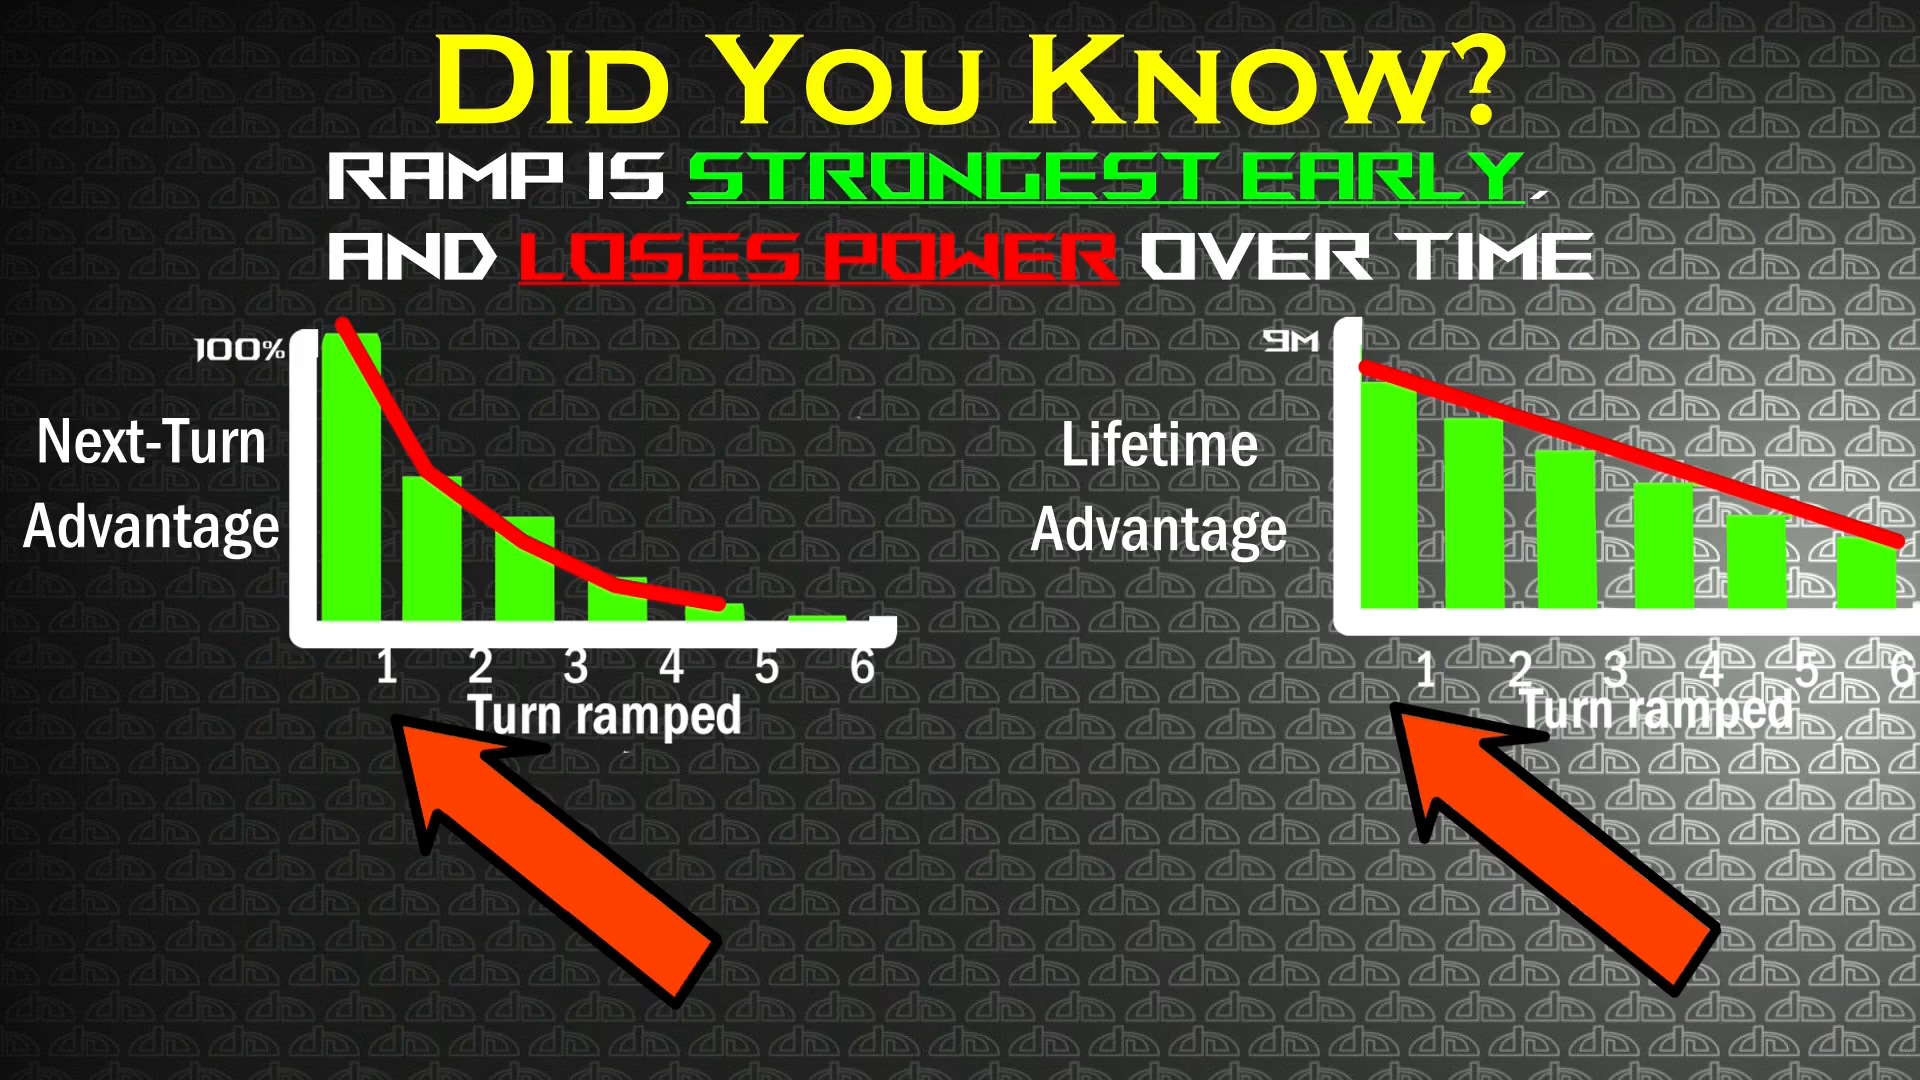 Did You Know?
RAMP IS STRONGEST EARLY,
AND LOSES POWER OVER TIME
100%
Next-Turn
Advantage
1 2 3 4 5 6
Turn ramped
9M
Lifetime
Advantage
1 2 3 4 5 6
Turn ramped